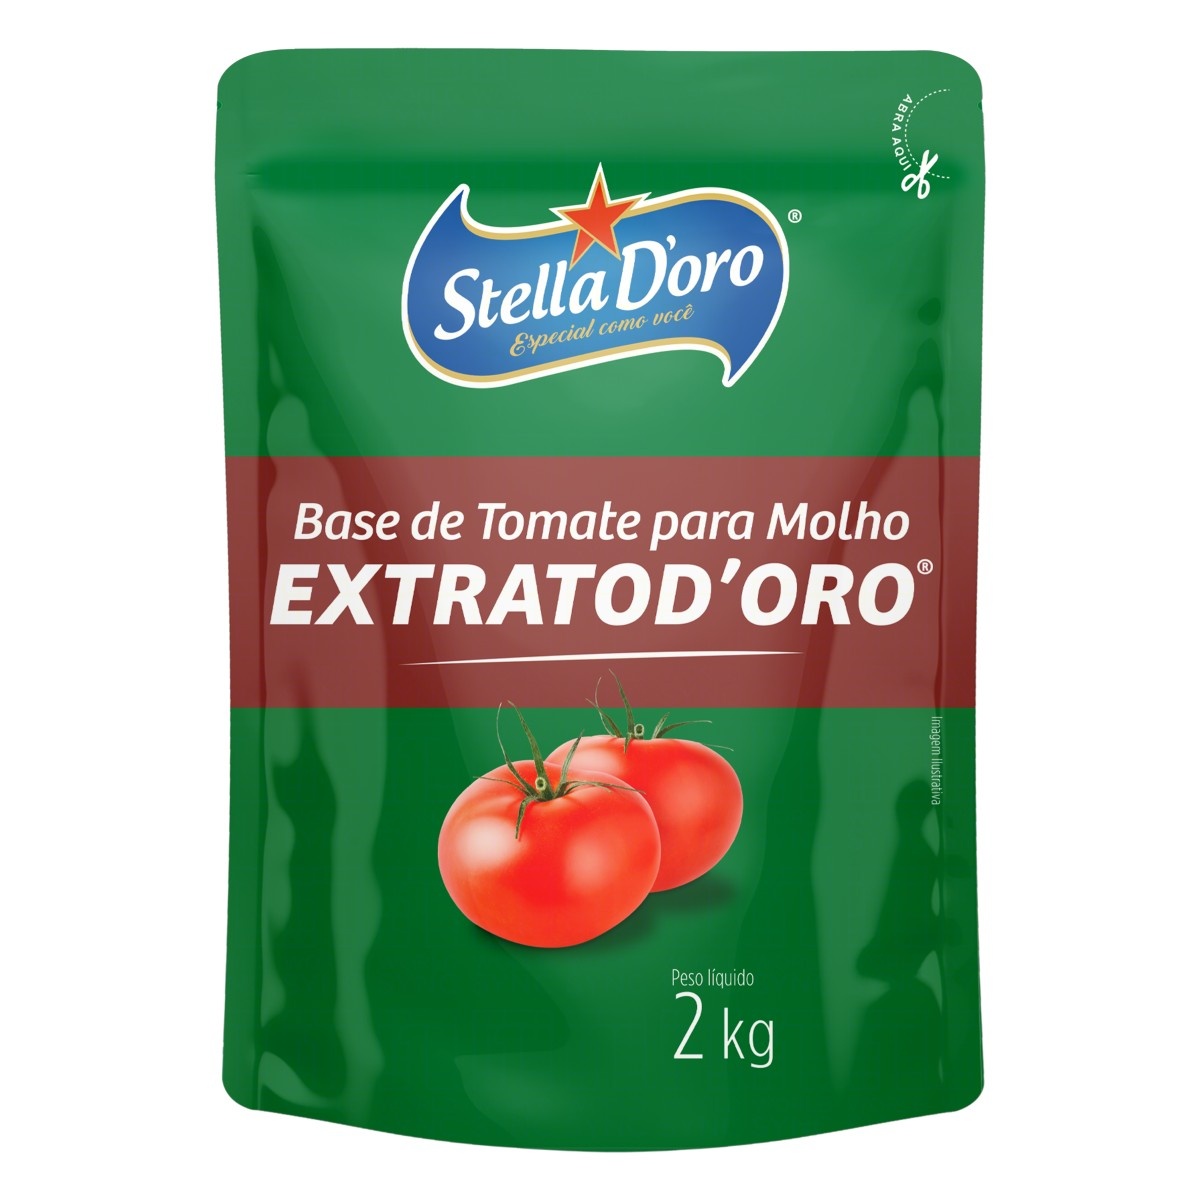 ABRA AQUI
Stella D'oro ®
Especial como você
Base de Tomate para Molho
EXTRATOD'ORO®
Imagem ilustrativa
Peso líquido
2 kg